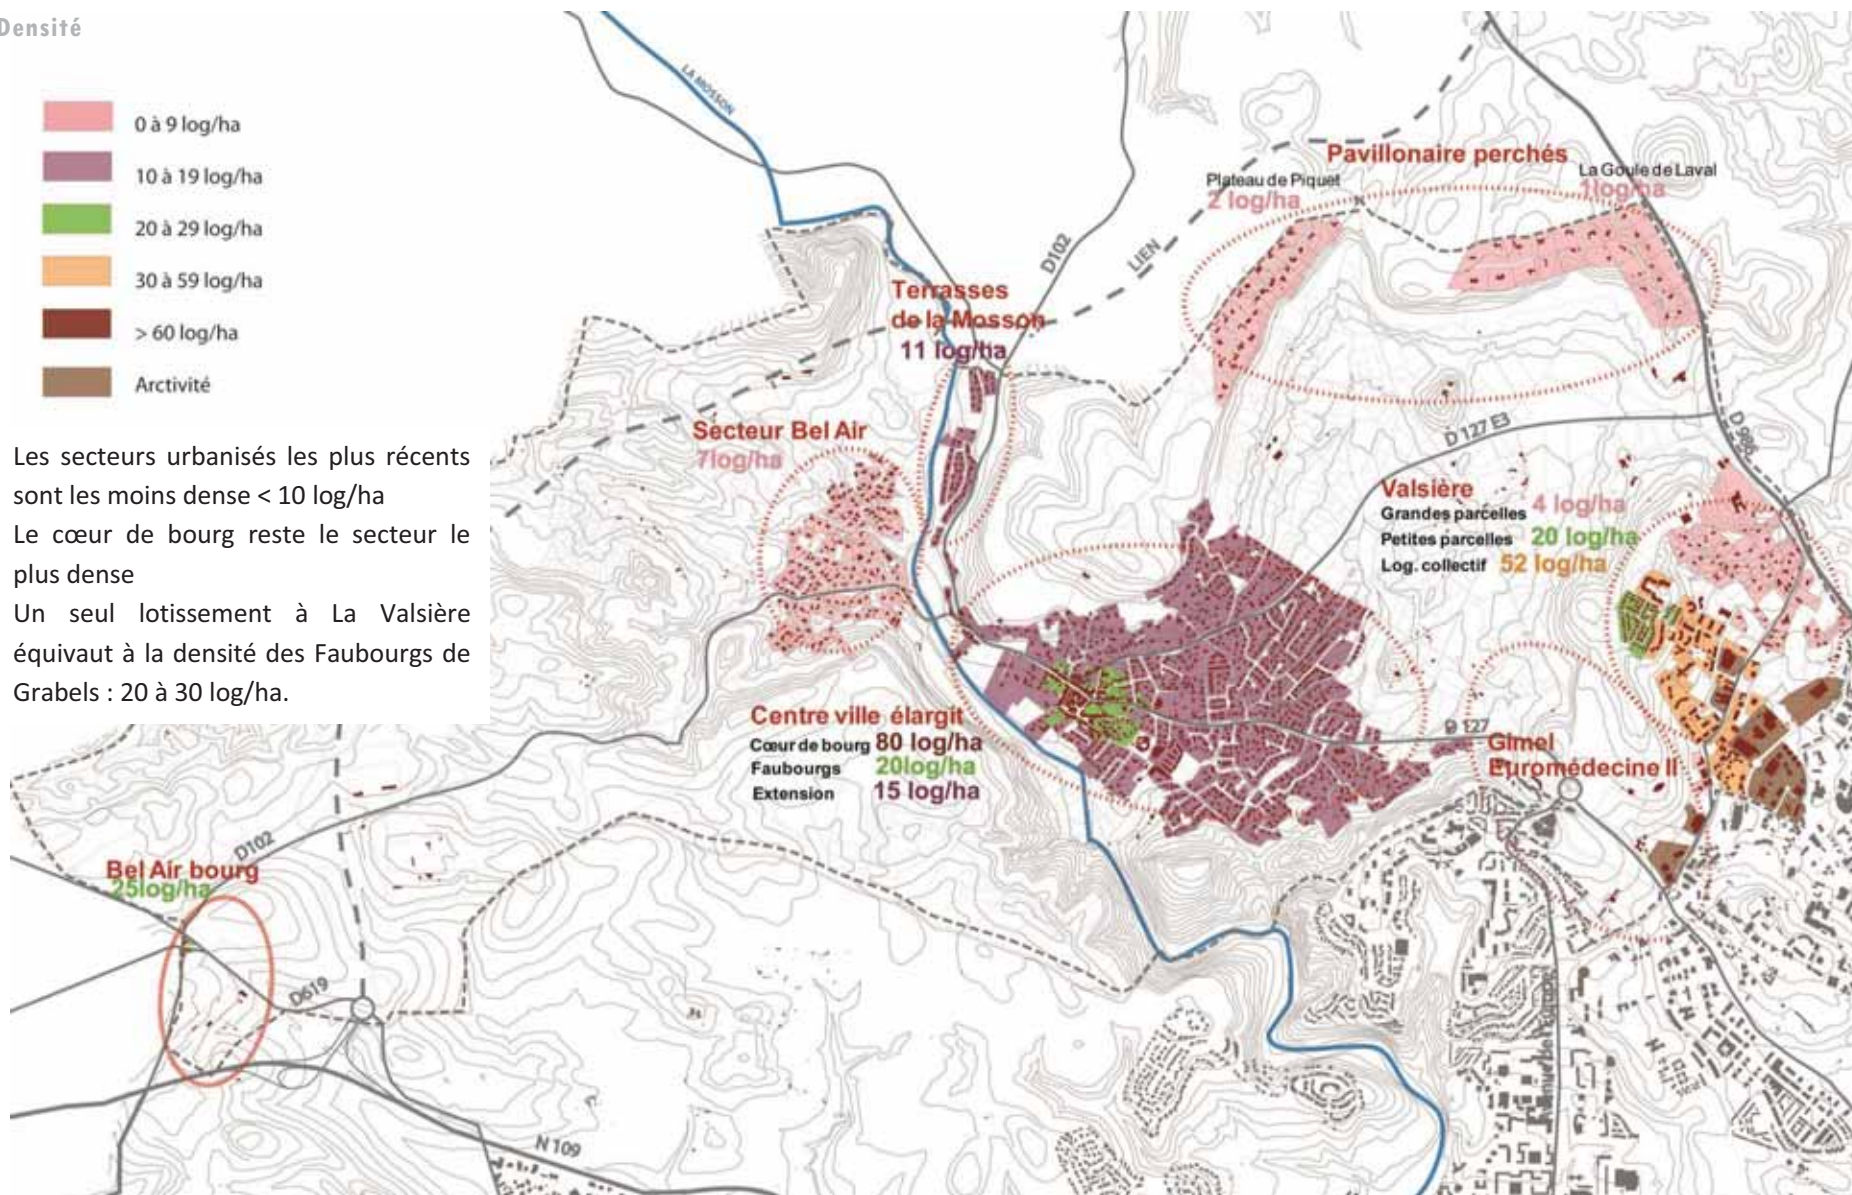 Densité
0 à 9 log/ha
10 à 19 log/ha
20 à 29 log/ha
30 à 59 log/ha
> 60 log/ha
Arctivité
Les secteurs urbanisés les plus récents
sont les moins dense < 10 log/ha
Le cœur de bourg reste le secteur le
plus dense
Un seul lotissement à La Valsière
équivaut à la densité des Faubourgs de
Grabels : 20 à 30 log/ha.
LA MOSSON
D102
LIEN
Pavillonaire perchés
Plateau de Piquet
2 log/ha
La Goule de Laval
1log/ha
Terrasses
de la Mosson
11 log/ha
Secteur Bel Air
7log/ha
D 127 E3
D 986
Valsière
Grandes parcelles 4 log/ha
Petites parcelles 20 log/ha
Log. collectif 52 log/ha
Centre ville élargit
Cœur de bourg 80 log/ha
Faubourgs 20log/ha
Extension 15 log/ha
D 127
Gimel
Euromédecine II
D102
Bel Air bourg
25log/ha
D619
N 109
Avenue de l'Europe